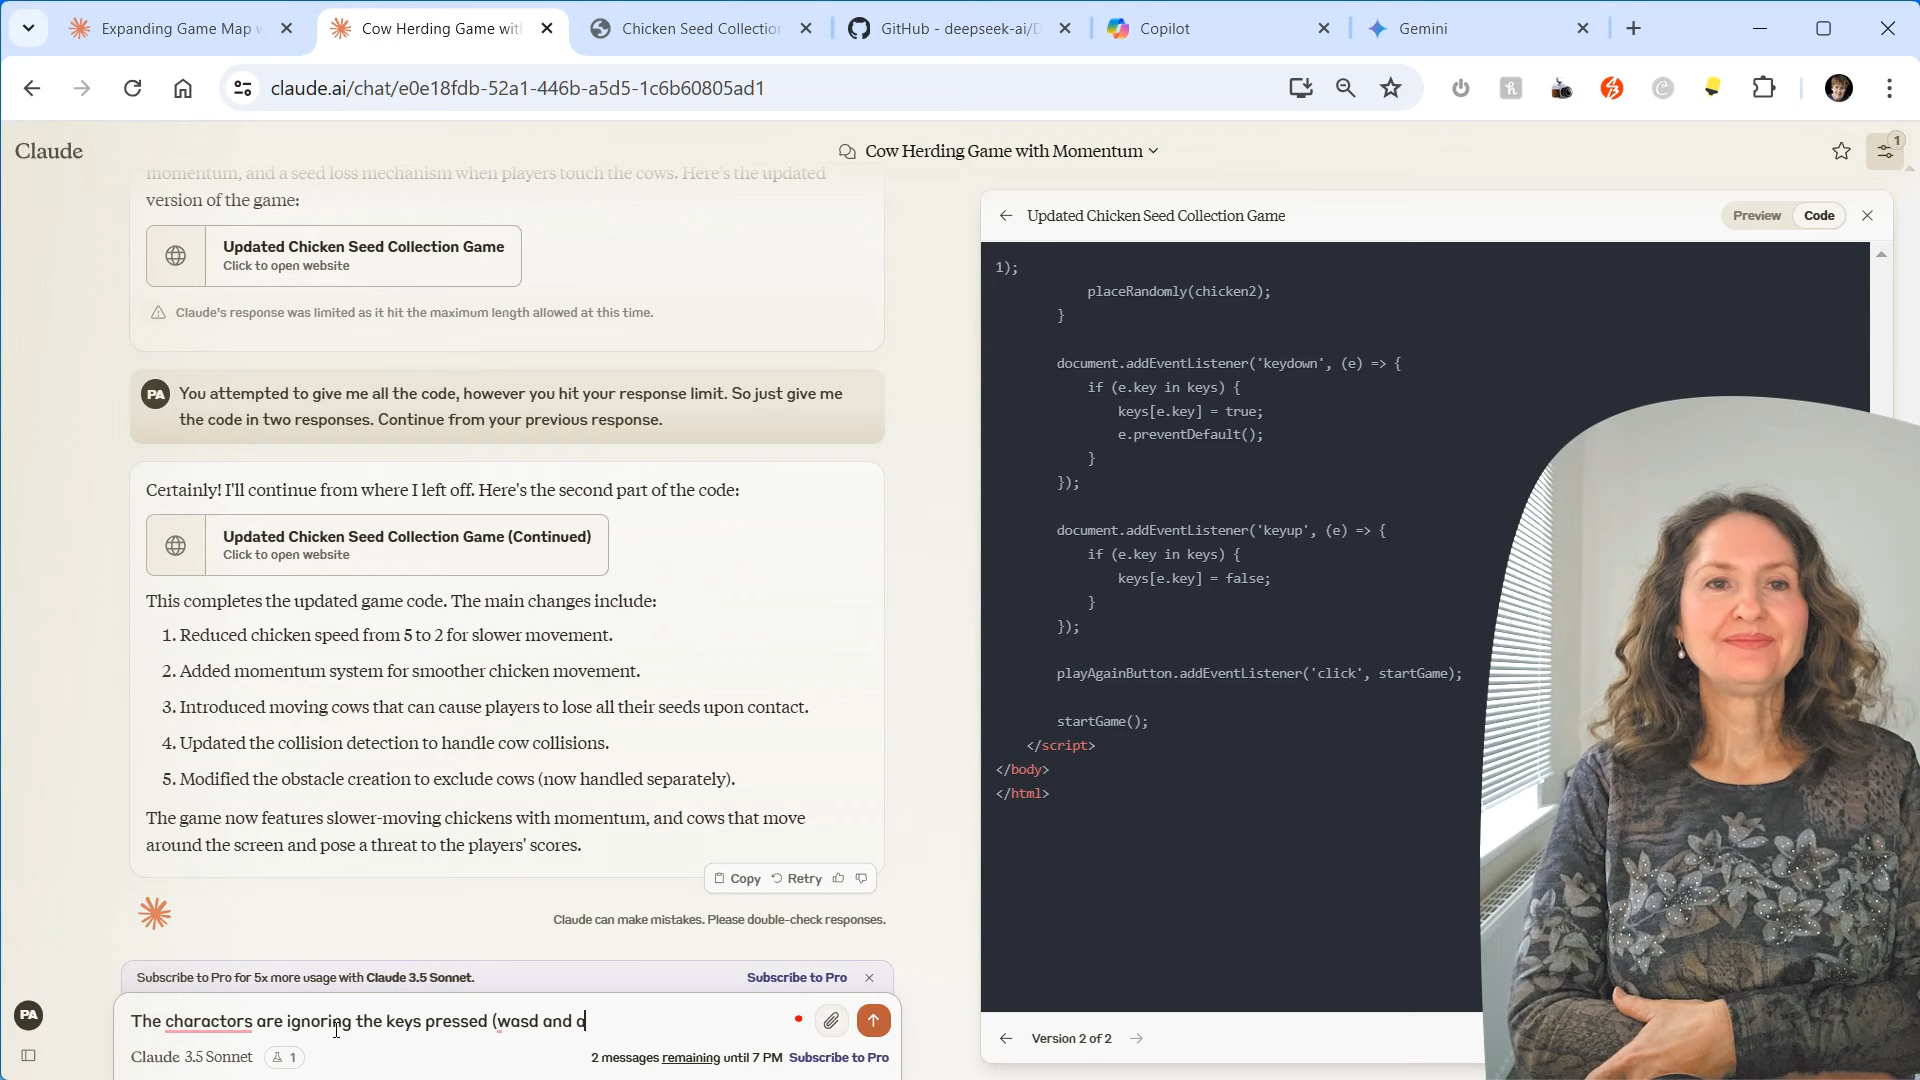 Expanding Game Map w
Cow Herding Game with
Chicken Seed Collection
GitHub - deepseek-ai/D
Copilot
Gemini
claude.ai/chat/e0e18fdb-52a1-446b-a5d5-1c6b60805ad1
Claude
Cow Herding Game with Momentum
1
momentum, and a seed loss mechanism when players touch the cows. Here's the updated
version of the game:
Updated Chicken Seed Collection Game
Click to open website
Claude's response was limited as it hit the maximum length allowed at this time.
PA
You attempted to give me all the code, however you hit your response limit. So just give me
the code in two responses. Continue from your previous response.
Certainly! I'll continue from where I left off. Here's the second part of the code:
Updated Chicken Seed Collection Game (Continued)
Click to open website
This completes the updated game code. The main changes include:
1. Reduced chicken speed from 5 to 2 for slower movement.
2. Added momentum system for smoother chicken movement.
3. Introduced moving cows that can cause players to lose all their seeds upon contact.
4. Updated the collision detection to handle cow collisions.
5. Modified the obstacle creation to exclude cows (now handled separately).
The game now features slower-moving chickens with momentum, and cows that move
around the screen and pose a threat to the players' scores.
Copy
Retry
Claude can make mistakes. Please double-check responses.
Subscribe to Pro for 5x more usage with Claude 3.5 Sonnet.
Subscribe to Pro
PA
The charactors are ignoring the keys pressed (wasd and a
Claude 3.5 Sonnet
1
2 messages remaining until 7 PM Subscribe to Pro
Updated Chicken Seed Collection Game
Preview
Code
1);
placeRandomly(chicken2);
}
document.addEventListener('keydown', (e) => {
if (e.key in keys) {
keys[e.key] = true;
e.preventDefault();
}
});
document.addEventListener('keyup', (e) => {
if (e.key in keys) {
keys[e.key] = false;
}
});
playAgainButton.addEventListener('click', startGame);
startGame();
</script>
</body>
</html>
Version 2 of 2